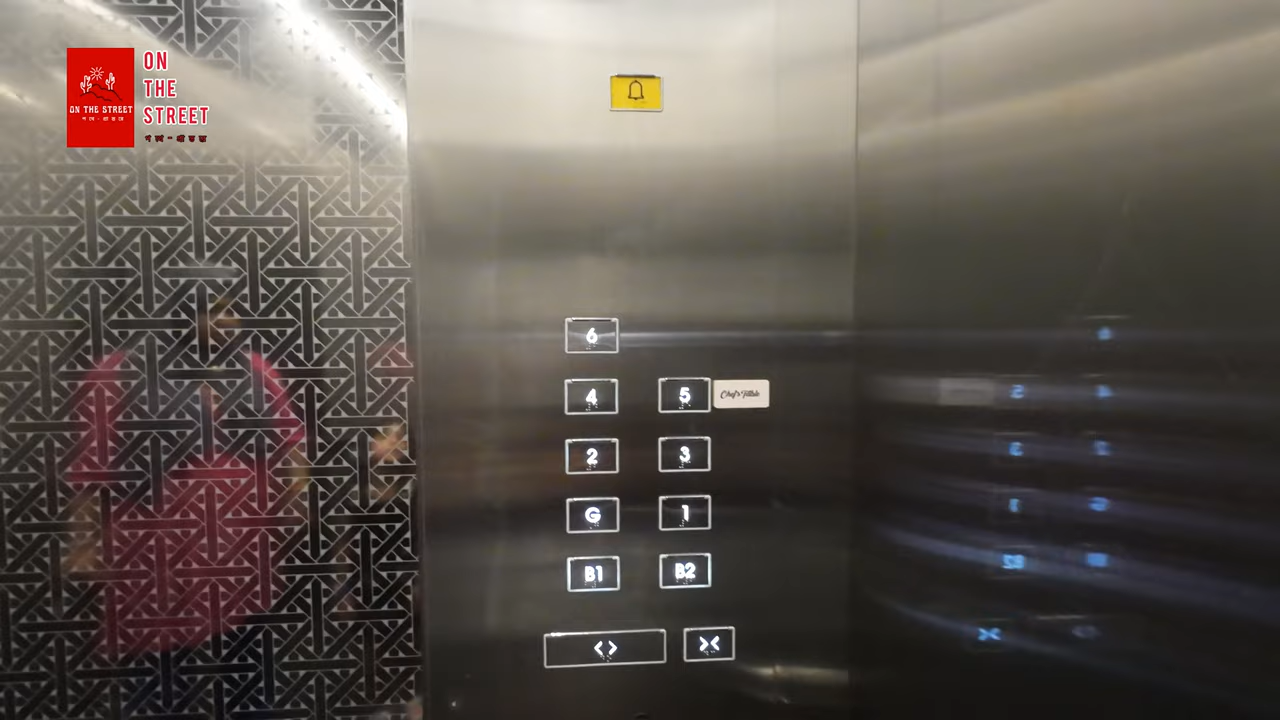 ON
THE
STREET
ON THE STREET
6
4
5
Chef's Table
2
3
G
1
B1
B2
<>
><